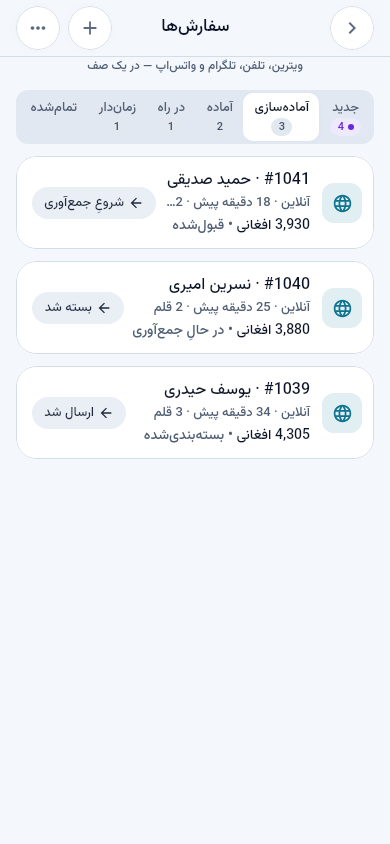 سفارش‌ها
ویترین، تلفن، تلگرام و واتس‌اپ — در یک صف
جدید
4
آماده‌سازی
3
آماده
2
در راه
1
زمان‌دار
1
تمام‌شده
#1041 · حمید صدیقی
آنلاین · 18 دقیقه پیش · 2…
3,930 افغانی • قبول‌شده
شروعِ جمع‌آوری
#1040 · نسرین امیری
آنلاین · 25 دقیقه پیش · 2 قلم
3,880 افغانی • در حالِ جمع‌آوری
بسته شد
#1039 · یوسف حیدری
آنلاین · 34 دقیقه پیش · 3 قلم
4,305 افغانی • بسته‌بندی‌شده
ارسال شد